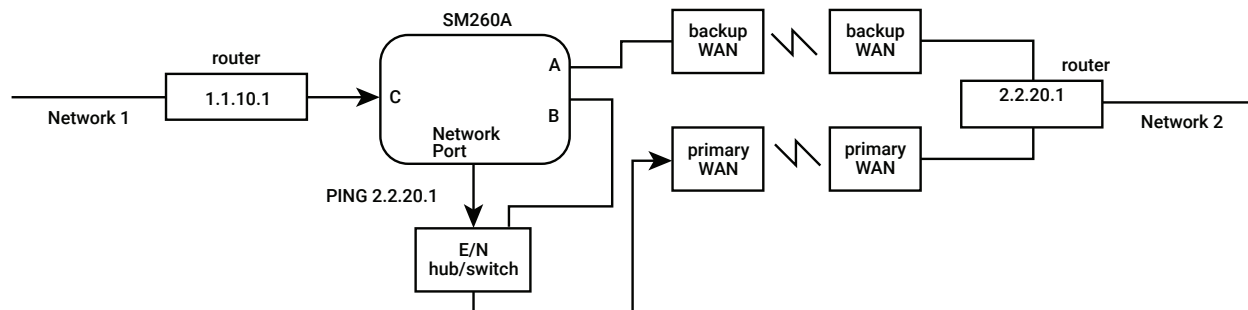 SM260A
router
1.1.10.1
Network 1
C
A
B
Network
Port
PING 2.2.20.1
E/N
hub/switch
backup
WAN
backup
WAN
primary
WAN
primary
WAN
router
2.2.20.1
Network 2